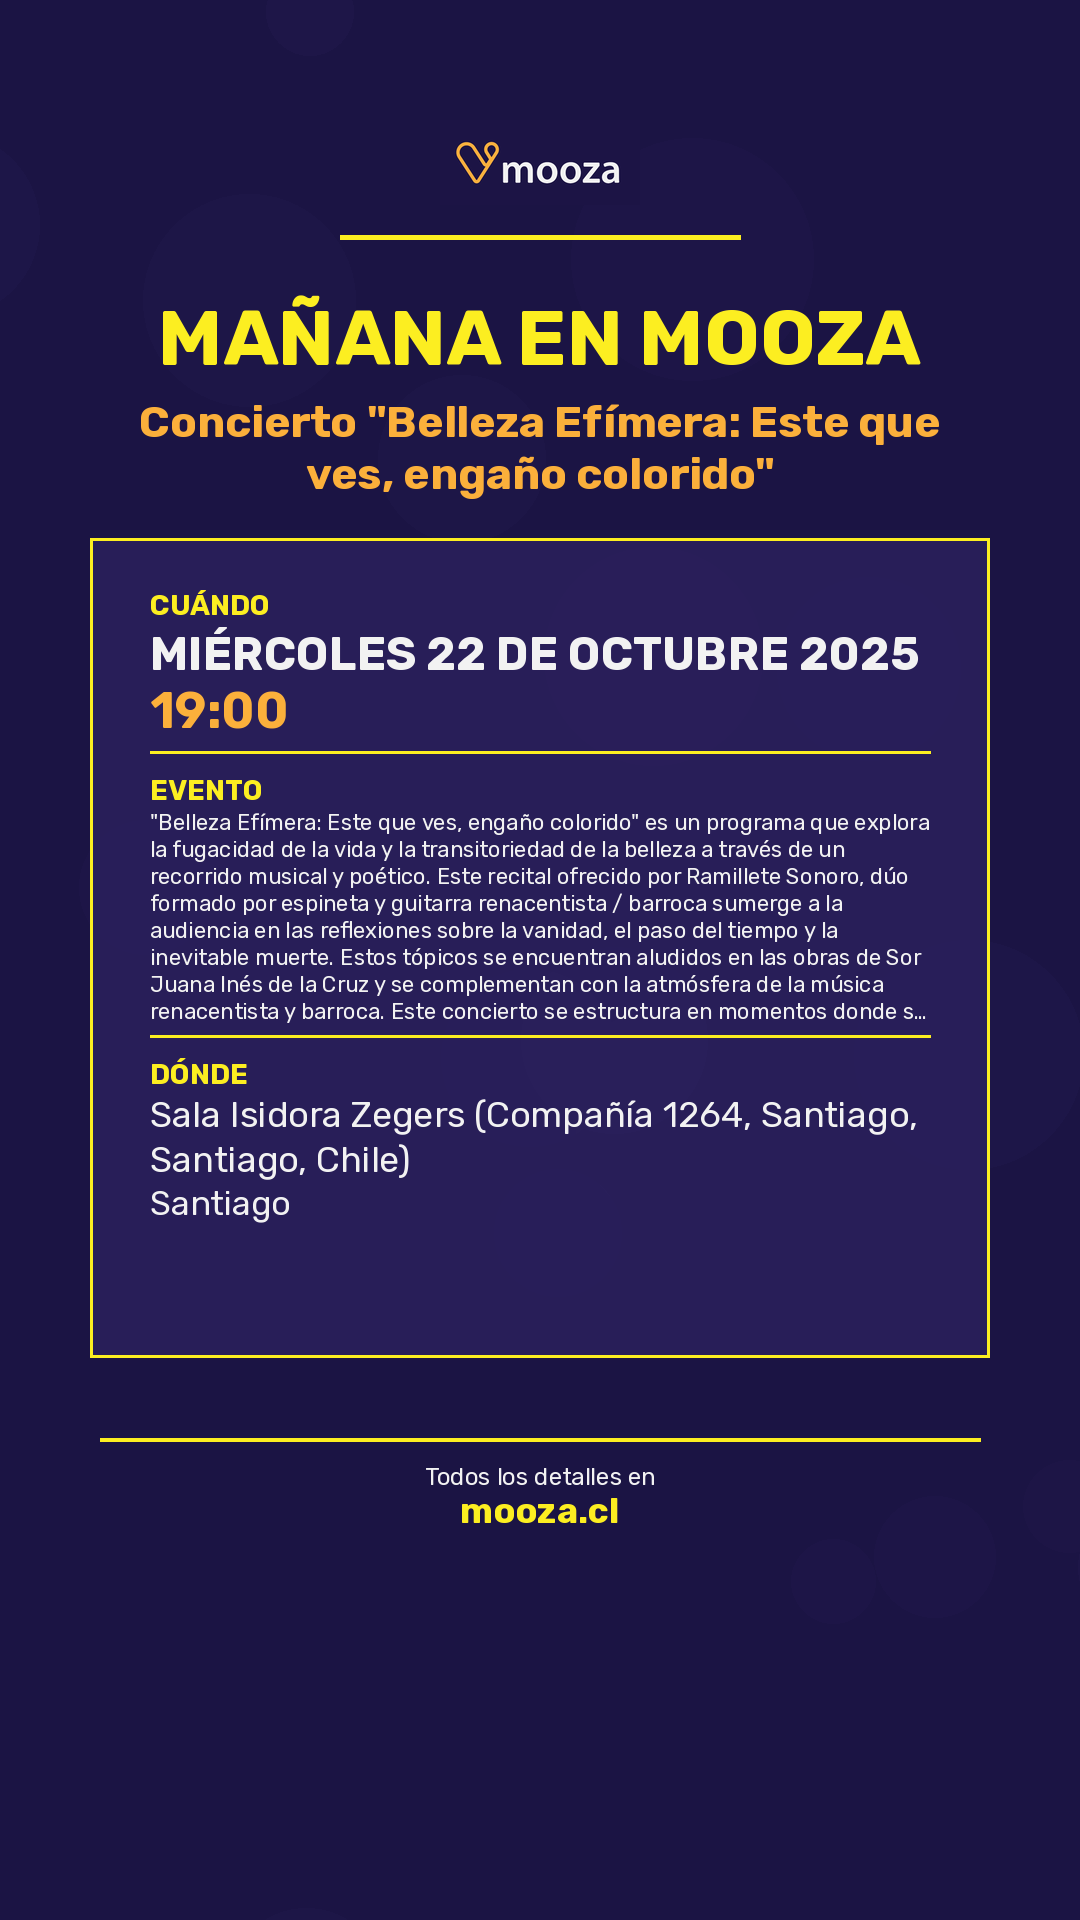 mooza
MAÑANA EN MOOZA
Concierto "Belleza Efímera: Este que
ves, engaño colorido"
CUÁNDO
MIÉRCOLES 22 DE OCTUBRE 2025
19:00
EVENTO
"Belleza Efímera: Este que ves, engaño colorido" es un programa que explora
la fugacidad de la vida y la transitoriedad de la belleza a través de un
recorrido musical y poético. Este recital ofrecido por Ramillete Sonoro, dúo
formado por espineta y guitarra renacentista / barroca sumerge a la
audiencia en las reflexiones sobre la vanidad, el paso del tiempo y la
inevitable muerte. Estos tópicos se encuentran aludidos en las obras de Sor
Juana Inés de la Cruz y se complementan con la atmósfera de la música
renacentista y barroca. Este concierto se estructura en momentos donde s…
DÓNDE
Sala Isidora Zegers (Compañía 1264, Santiago,
Santiago, Chile)
Santiago
Todos los detalles en
mooza.cl